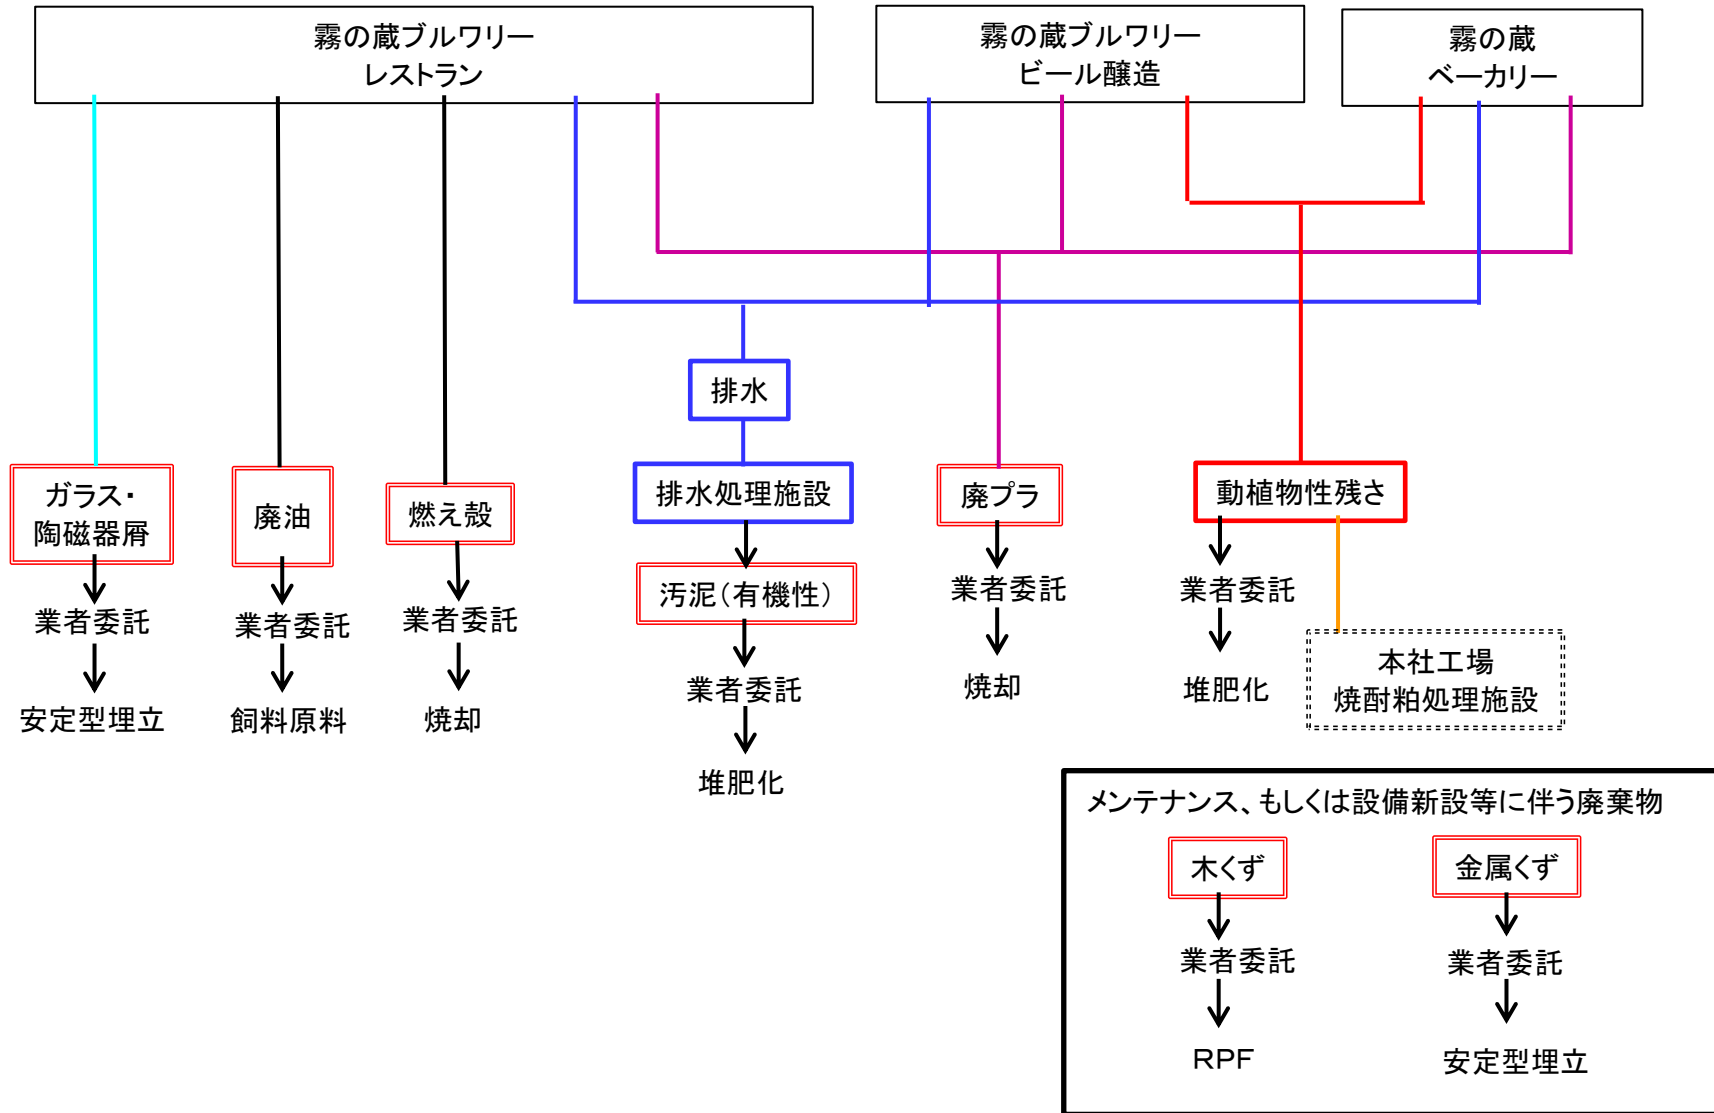 霧の蔵ブルワリー
レストラン
霧の蔵ブルワリー
ビール醸造
霧の蔵
ベーカリー
排水
ガラス・
陶磁器屑
廃油
燃え殻
排水処理施設
廃プラ
動植物性残さ
業者委託
業者委託
業者委託
汚泥(有機性)
業者委託
業者委託
安定型埋立
飼料原料
焼却
業者委託
堆肥化
焼却
堆肥化
本社工場
焼酎粕処理施設
メンテナンス、もしくは設備新設等に伴う廃棄物
木くず
金属くず
業者委託
業者委託
RPF
安定型埋立